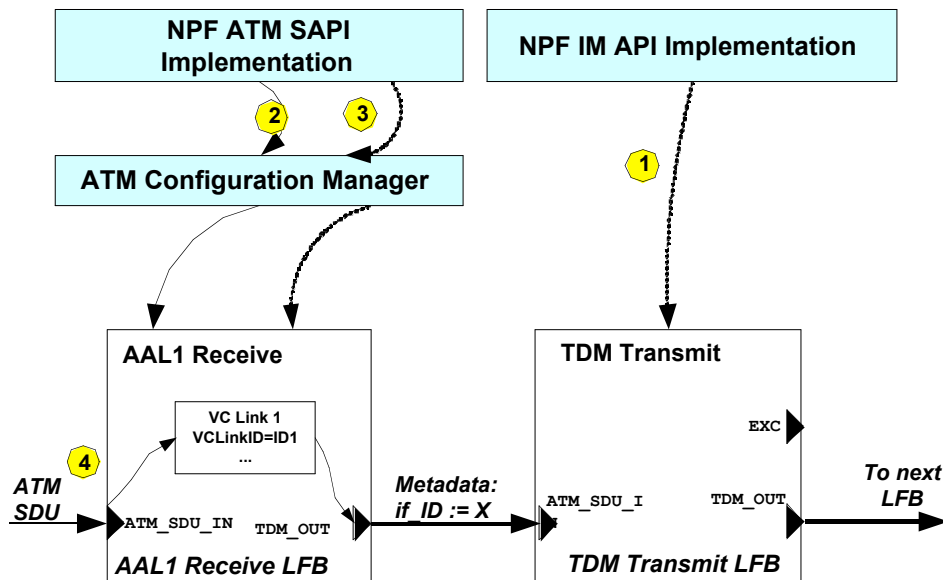 NPF ATM SAPI
Implementation
NPF IM API Implementation
2
3
1
ATM Configuration Manager
AAL1 Receive
TDM Transmit
VC Link 1
VCLinkID=ID1
...
EXC
4
ATM
SDU
Metadata:
if_ID := X
To next
LFB
ATM_SDU_IN
TDM_OUT
ATM_SDU_I
TDM_OUT
AAL1 Receive LFB
TDM Transmit LFB